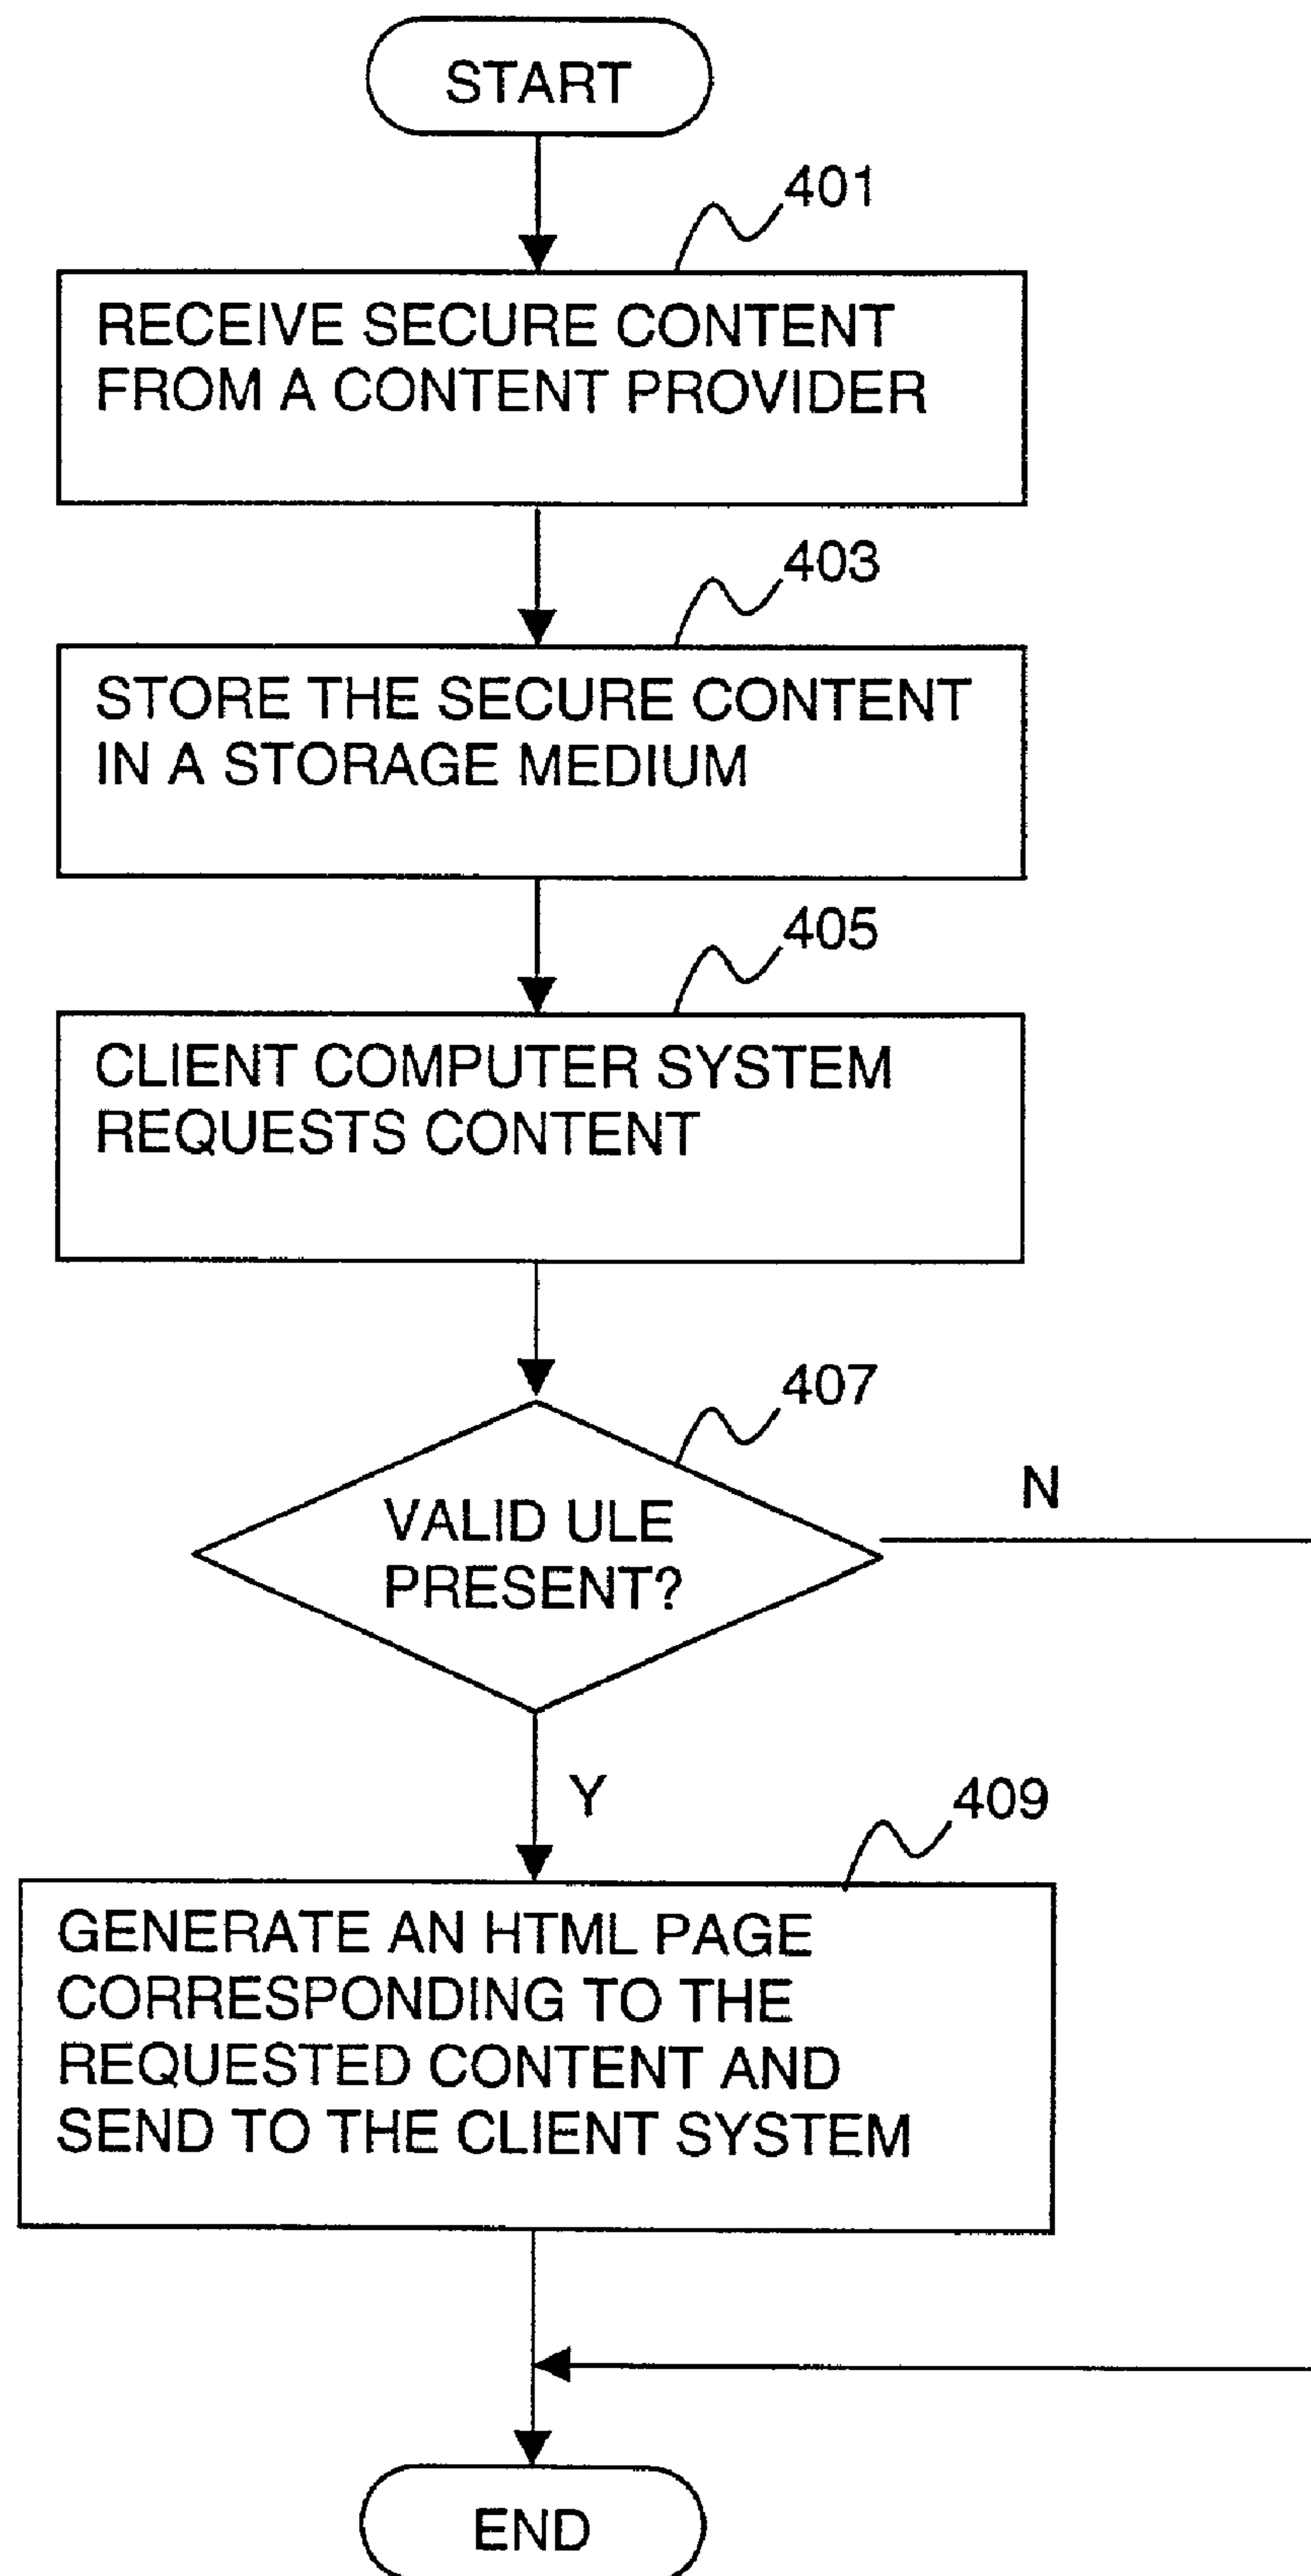 START
401
RECEIVE SECURE CONTENT
FROM A CONTENT PROVIDER
403
STORE THE SECURE CONTENT
IN A STORAGE MEDIUM
405
CLIENT COMPUTER SYSTEM
REQUESTS CONTENT
407
N
VALID ULE
PRESENT?
Y
409
GENERATE AN HTML PAGE
CORRESPONDING TO THE
REQUESTED CONTENT AND
SEND TO THE CLIENT SYSTEM
END